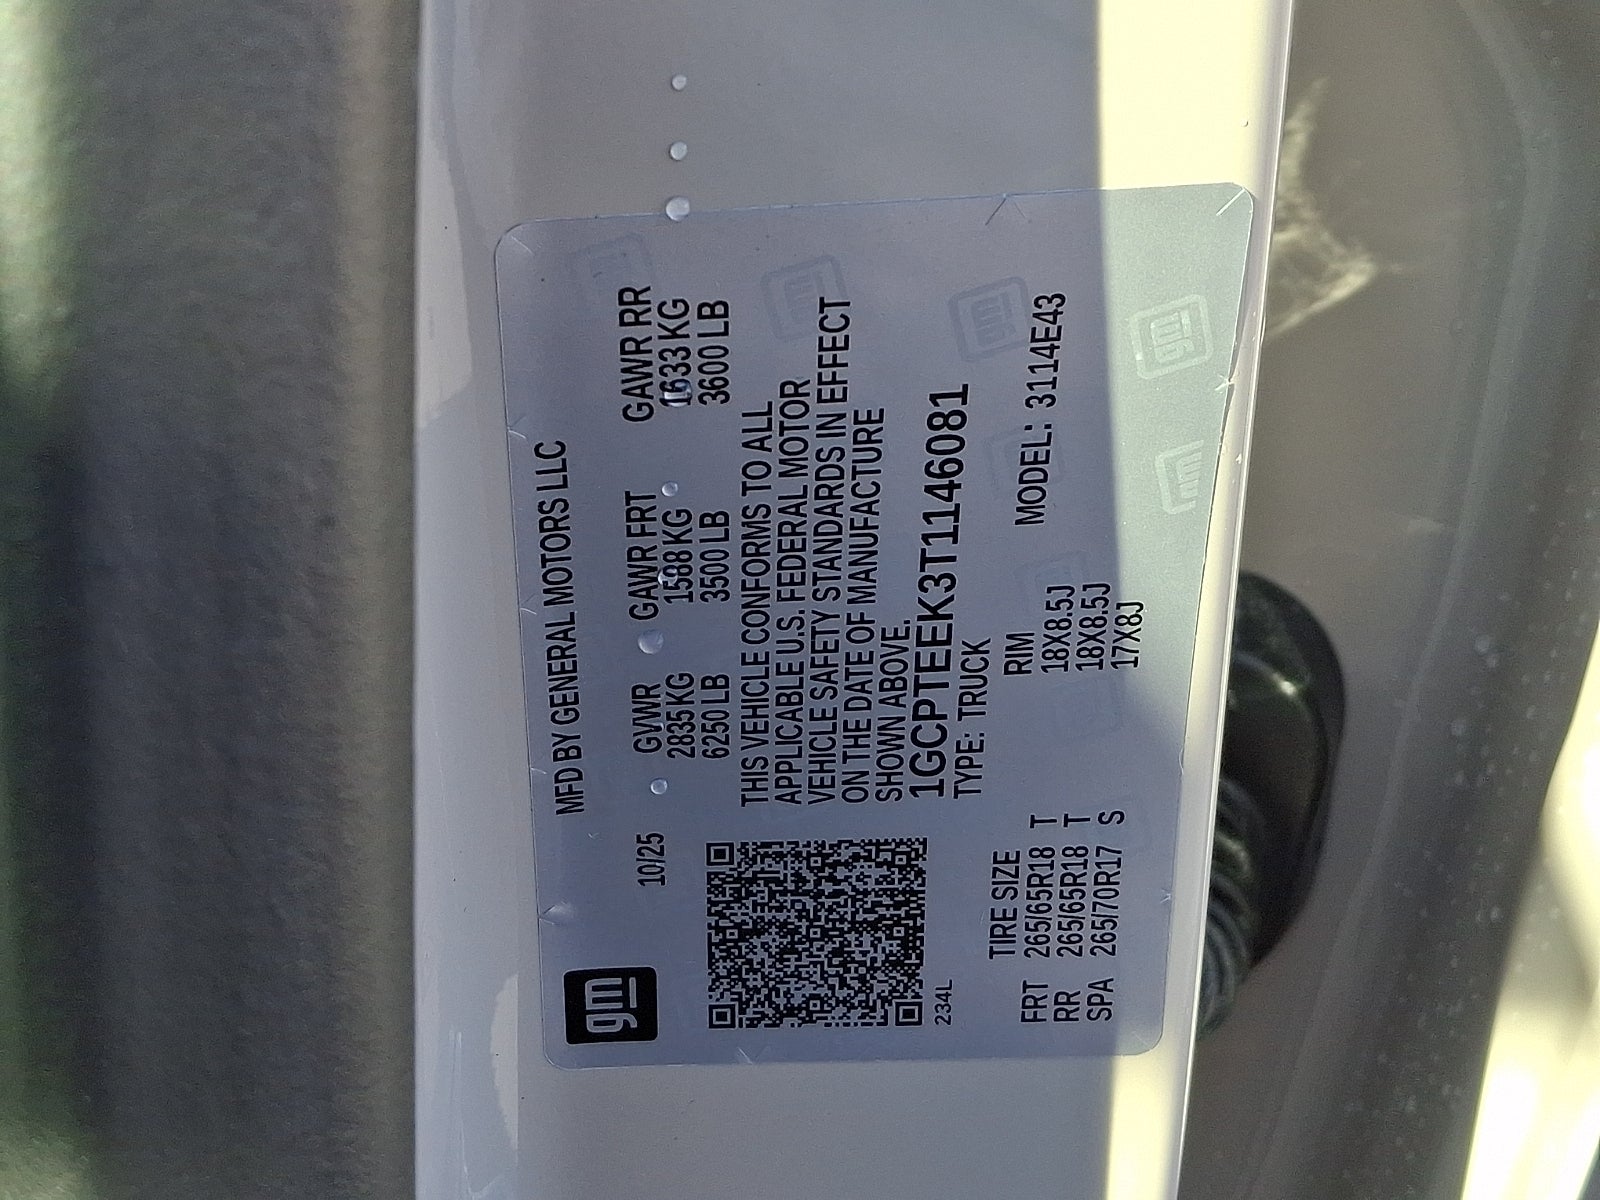 gm
MFD BY GENERAL MOTORS LLC
10/25
GVWR GAWR FRT GAWR RR
2835 KG 1588 KG 1633 KG
6250 LB 3500 LB 3600 LB
THIS VEHICLE CONFORMS TO ALL
APPLICABLE U.S. FEDERAL MOTOR
VEHICLE SAFETY STANDARDS IN EFFECT
ON THE DATE OF MANUFACTURE
SHOWN ABOVE.
1GCPTEEK3T1146081
234L
TYPE: TRUCK
TIRE SIZE RIM MODEL: 3114E43
FRT 265/65R18 T 18X8.5J
RR 265/65R18 T 18X8.5J
SPA 265/70R17 S 17X8J